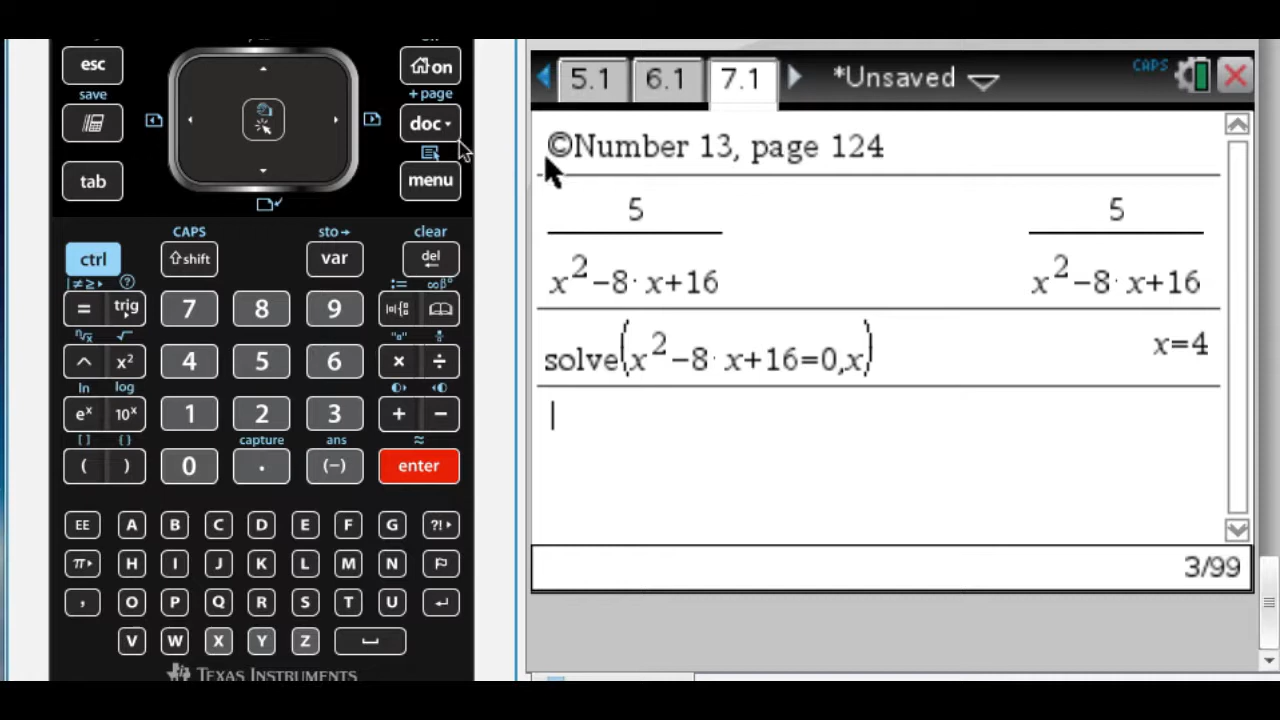 esc
on
save
+ page
doc
tab
menu
CAPS
sto→
clear
ctrl
⇧shift
var
del
|≠≥▸
?
:=
∞β°
=
trig
7
8
9
ⁿ√x
√
"▫"
^
x²
4
5
6
×
÷
ln
log
eˣ
10ˣ
1
2
3
+
−
[ ]
{ }
capture
ans
≈
(
)
0
.
(−)
enter
EE
A
B
C
D
E
F
G
?!▸
π▸
H
I
J
K
L
M
N
,
O
P
Q
R
S
T
U
V
W
X
Y
Z
TEXAS INSTRUMENTS
5.1
6.1
7.1
*Unsaved
CAPS
©Number 13, page 124
5
x²−8· x+16
5
x²−8· x+16
solve(x²−8· x+16=0,x)
x=4
3/99